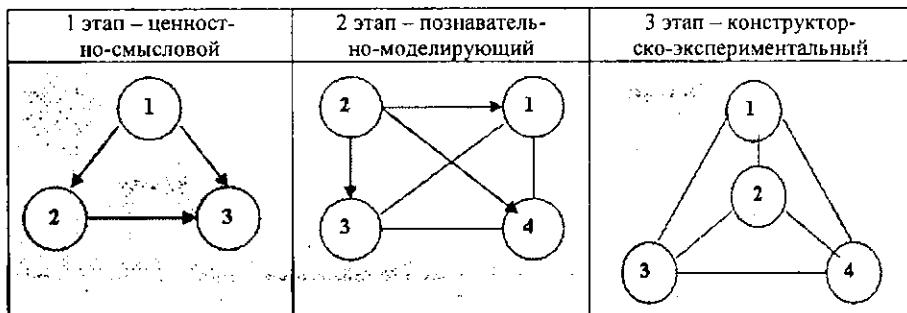 1 этап – ценност-
но-смысловой
2 этап – познаватель-
но-моделирующий
3 этап – конструктор-
ско-экспериментальный
1
2
3
2
1
3
4
1
2
3
4